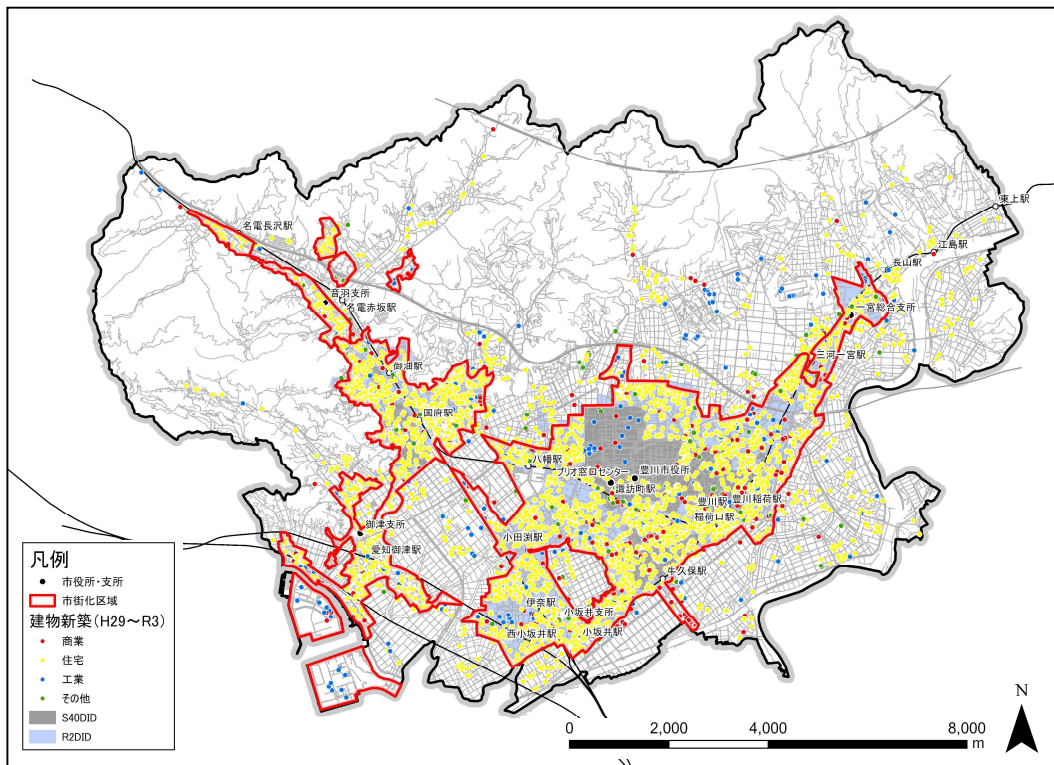 東上駅
名電長沢駅
江島駅
長山駅
音羽支所
名電赤坂駅
一宮総合支所
三河一宮駅
御油駅
国府駅
八幡駅
プリオ窓口センター
豊川市役所
諏訪町駅
豊川駅
豊川稲荷駅
稲荷口駅
御津支所
小田渕駅
愛知御津駅
牛久保駅
伊奈駅
小坂井支所
西小坂井駅
小坂井駅
凡例
市役所・支所
市街化区域
建物新築(H29～R3)
商業
住宅
工業
その他
S40DID
R2DID
N
0 2,000 4,000 8,000
m